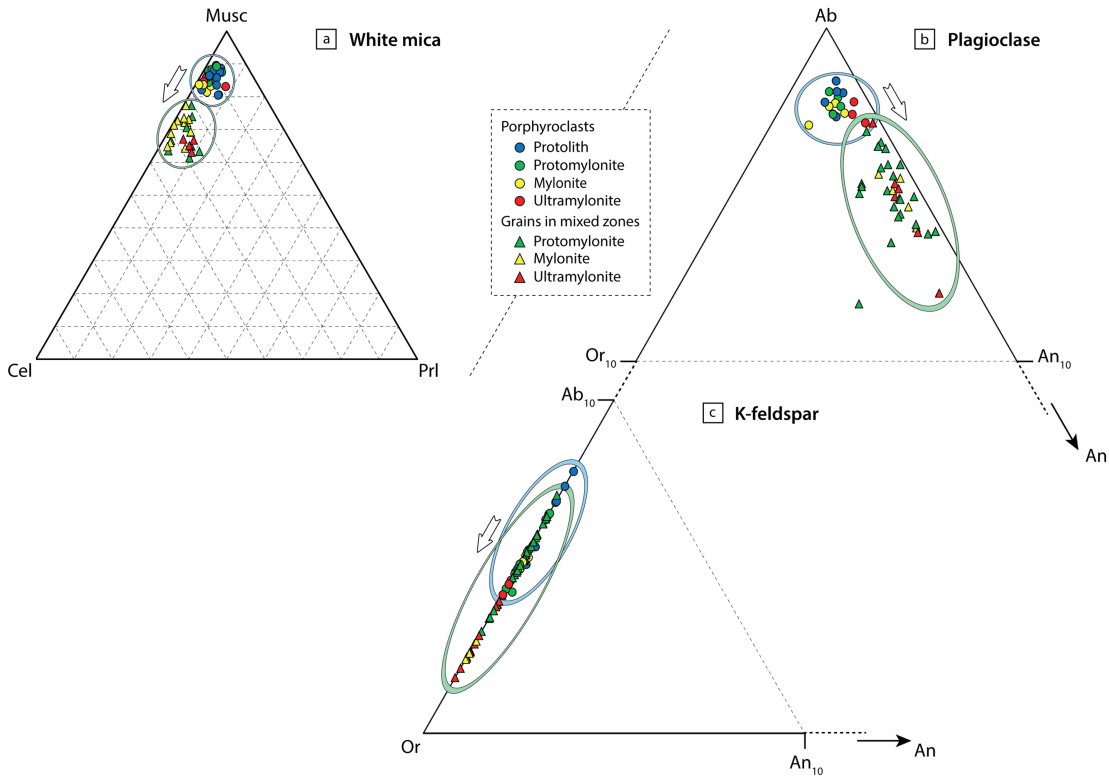 Musc
a White mica
Cel
Prl
Porphyroclasts
Protolith
Protomylonite
Mylonite
Ultramylonite
Grains in mixed zones
Protomylonite
Mylonite
Ultramylonite
Ab
b Plagioclase
Or10
An10
An
Ab10
c K-feldspar
Or
An10
An